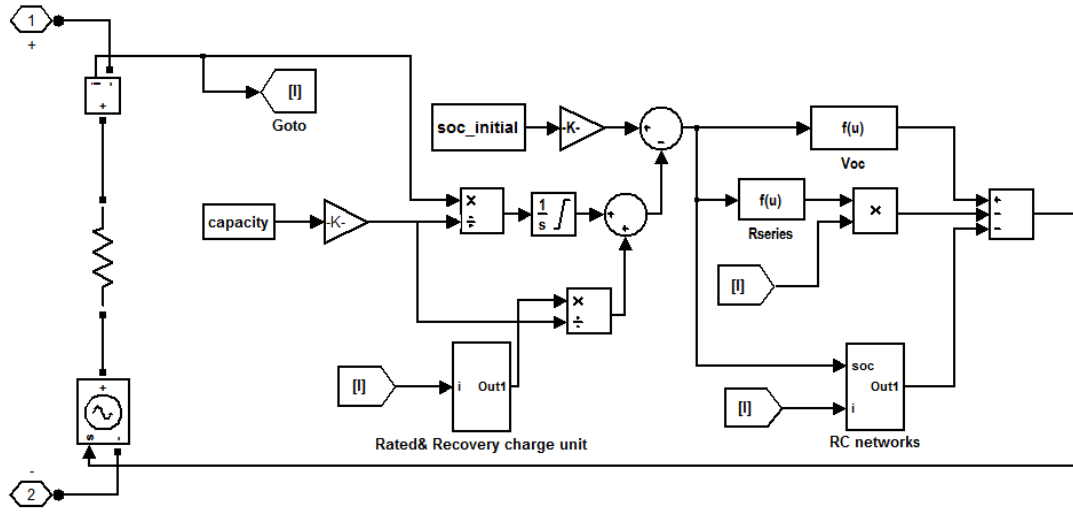 1
+
i
+
[I]
Goto
soc_initial
-K-
+
−
f(u)
Voc
capacity
-K-
×
÷
1
s
+
+
f(u)
Rseries
×
+
−
−
[I]
×
÷
[I]
i Out1
Rated& Recovery charge unit
soc
Out1
i
[I]
RC networks
+
s
-
-
2